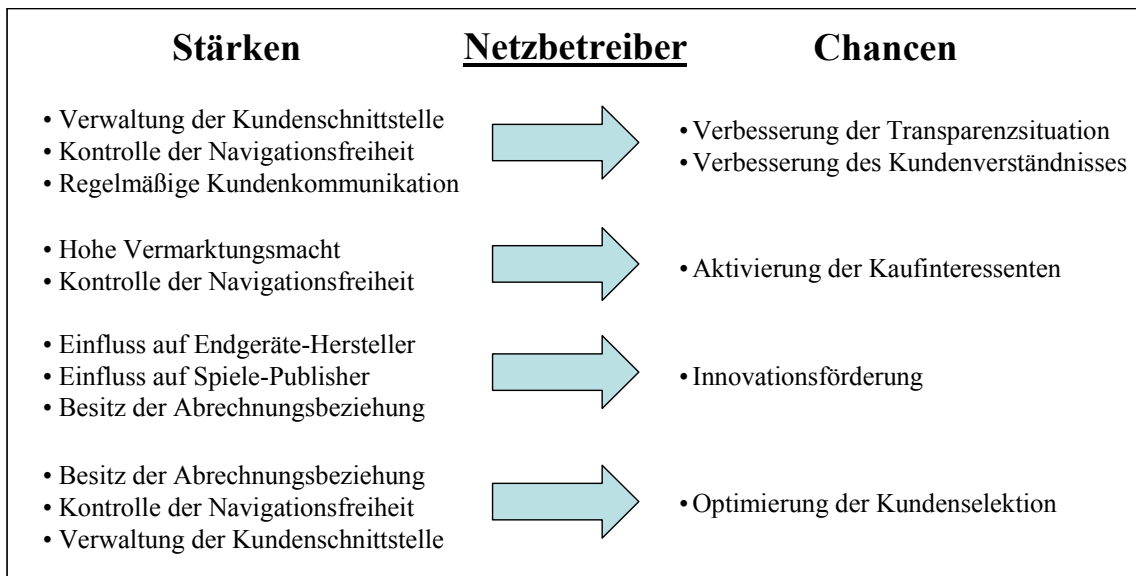 Stärken Netzbetreiber Chancen
• Verwaltung der Kundenschnittstelle
• Kontrolle der Navigationsfreiheit
• Regelmäßige Kundenkommunikation
• Verbesserung der Transparenzsituation
• Verbesserung des Kundenverständnisses
• Hohe Vermarktungsmacht
• Kontrolle der Navigationsfreiheit
• Aktivierung der Kaufinteressenten
• Einfluss auf Endgeräte-Hersteller
• Einfluss auf Spiele-Publisher
• Besitz der Abrechnungsbeziehung
• Innovationsförderung
• Besitz der Abrechnungsbeziehung
• Kontrolle der Navigationsfreiheit
• Verwaltung der Kundenschnittstelle
• Optimierung der Kundenselektion